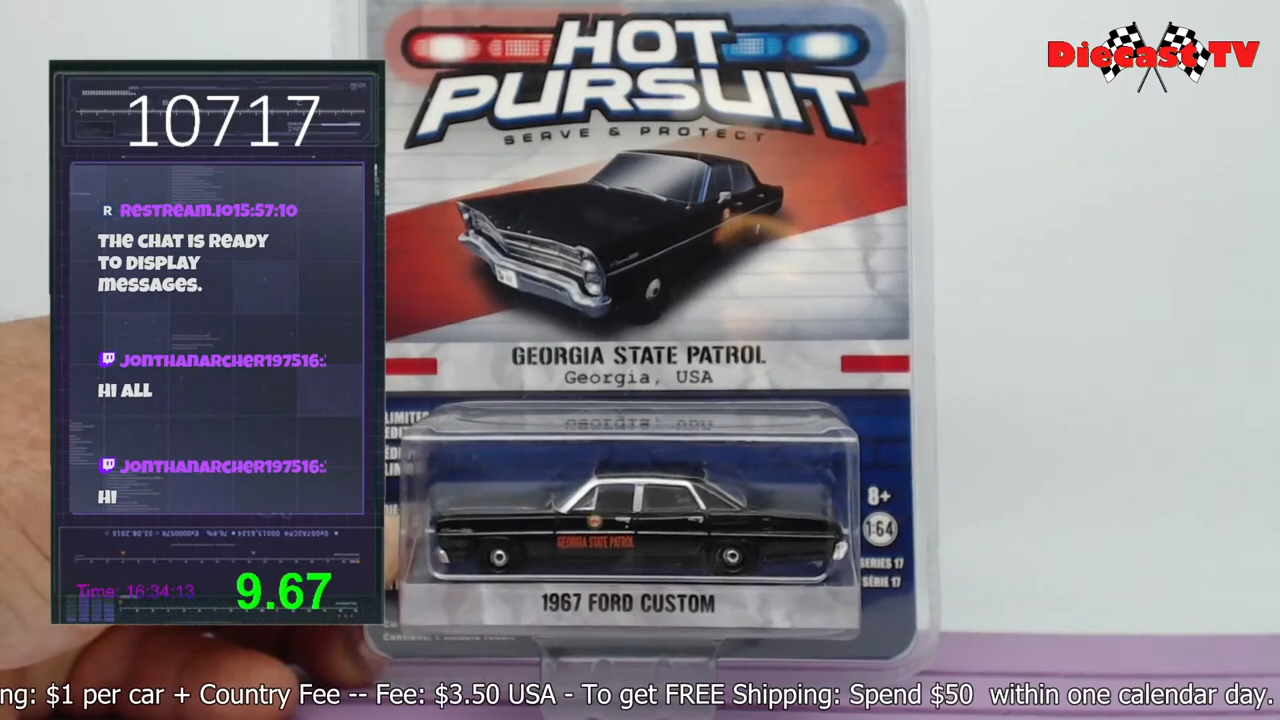 HOT
PURSUIT
SERVE & PROTECT
Diecast TV
10717
R Restream.io15:57:10
THE CHAT IS READY
TO DISPLAY
MESSAGES.
JONTHANARCHER197516:
HI ALL
JONTHANARCHER197516:
HI
Time: 16:34:13
9.67
GEORGIA STATE PATROL
Georgia, USA
LIMITED
8+
1:64
SERIES 17
SÉRIE 17
GEORGIA STATE PATROL
1967 FORD CUSTOM
ng: $1 per car + Country Fee -- Fee: $3.50 USA - To get FREE Shipping: Spend $50 within one calendar day.